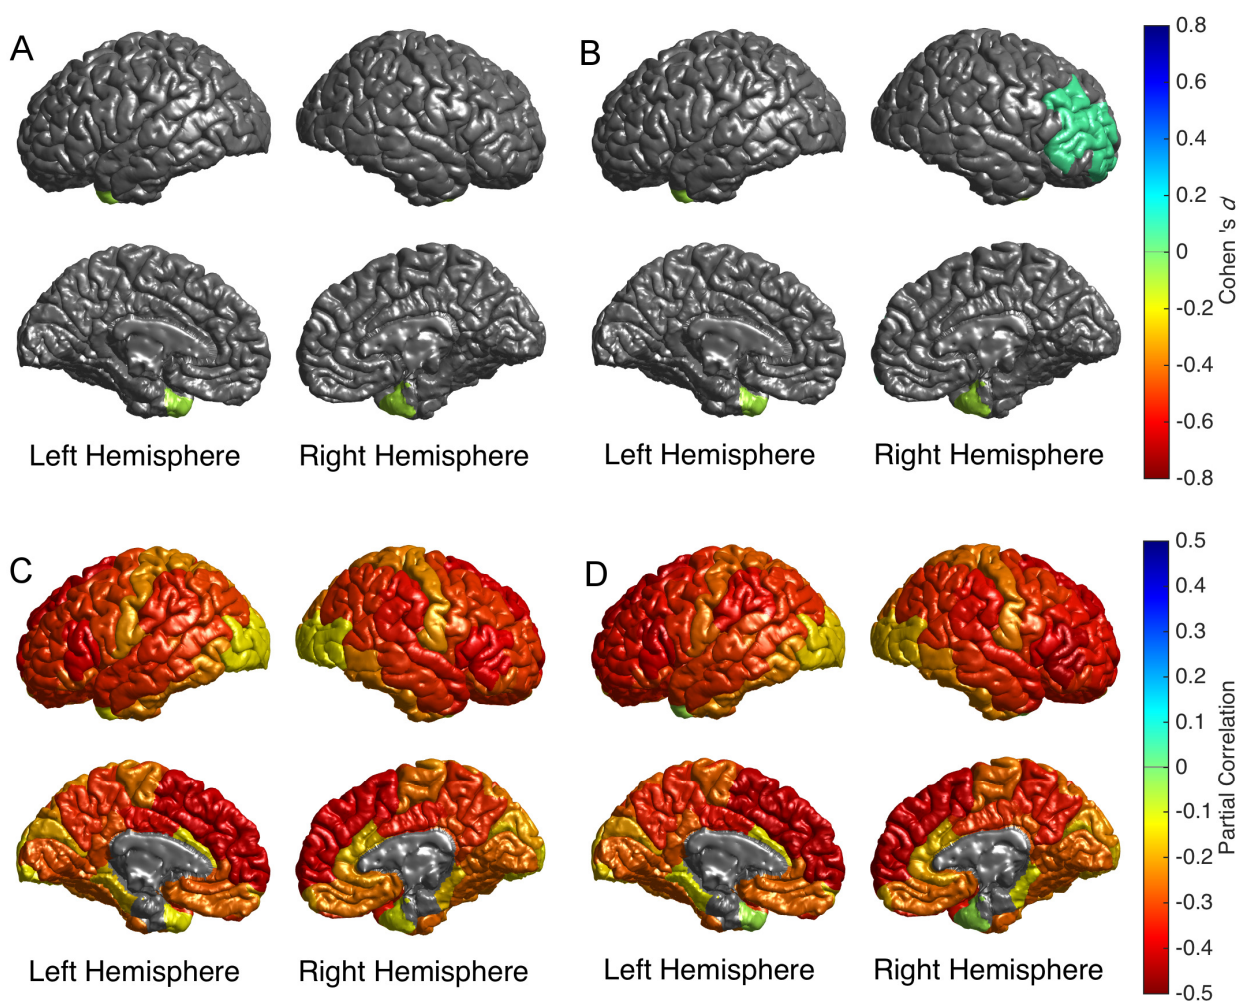 A
B
Left Hemisphere
Right Hemisphere
Left Hemisphere
Right Hemisphere
0.8
0.6
0.4
0.2
0
-0.2
-0.4
-0.6
-0.8
Cohen 's d
C
D
Left Hemisphere
Right Hemisphere
Left Hemisphere
Right Hemisphere
0.5
0.4
0.3
0.2
0.1
0
-0.1
-0.2
-0.3
-0.4
-0.5
Partial Correlation